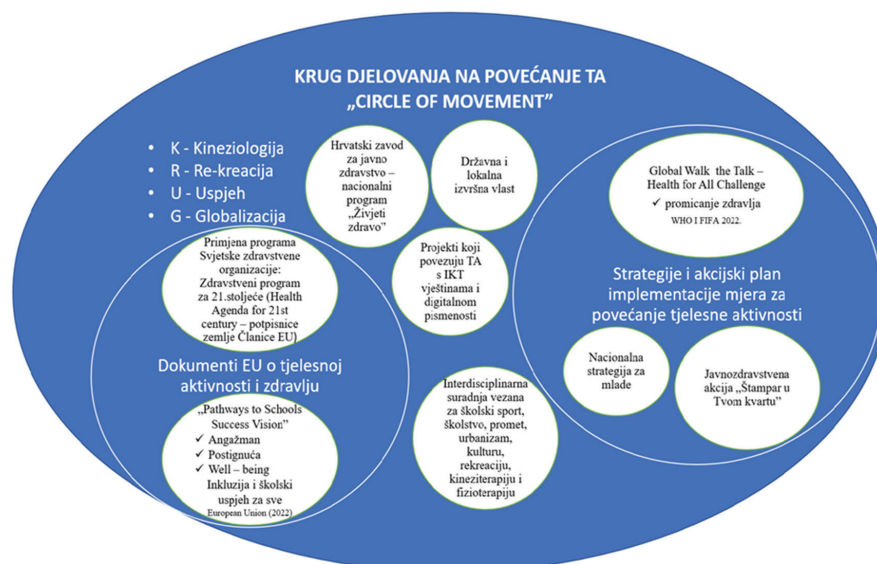 KRUG DJELOVANJA NA POVEĆANJE TA
„CIRCLE OF MOVEMENT”
• K - Kineziologija
• R - Re-kreacija
• U - Uspjeh
• G - Globalizacija
Hrvatski zavod
za javno
zdravstvo –
nacionalni
program
„Živjeti
zdravo”
Državna i
lokalna
izvršna vlast
Projekti koji
povezuju TA
s IKT
vještinama i
digitalnom
pismenosti
Interdisciplinarna
suradnja vezana
za školski sport,
školstvo, promet,
urbanizam,
kulturu,
rekreaciju,
kineziterapiju i
fizioterapiju
Primjena programa
Svjetske zdravstvene
organizacije:
Zdravstveni program
za 21.stoljeće (Health
Agenda for 21st
century – potpisnice
zemlje Članice EU)
Dokumenti EU o tjelesnoj
aktivnosti i zdravlju
„Pathways to Schools
Success Vision”
✓ Angažman
✓ Postignuća
✓ Well – being
Inkluzija i školski
uspjeh za sve
European Union (2022)
Global Walk the Talk –
Health for All Challenge
✓ promicanje zdravlja
WHO I FIFA 2022.
Strategije i akcijski plan
implementacije mjera za
povećanje tjelesne aktivnosti
Nacionalna
strategija za
mlade
Javnozdravstvena
akcija „Štampar u
Tvom kvartu”